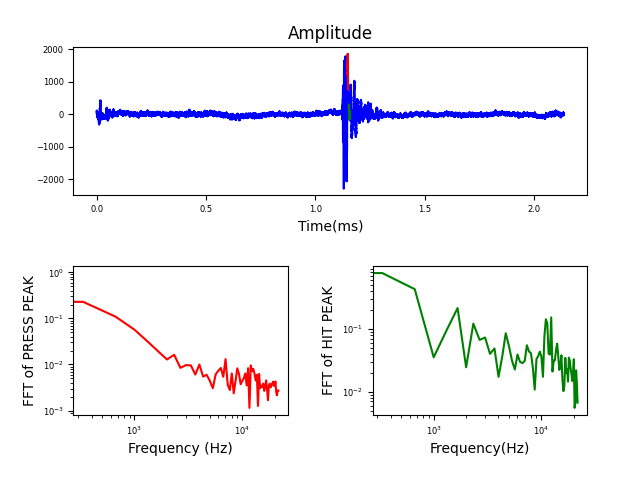 Amplitude
2000
1000
0
−1000
−2000
0.0 0.5 1.0 1.5 2.0
Time(ms)
FFT of PRESS PEAK
10⁰
10⁻¹
10⁻²
10⁻³
10³ 10⁴
Frequency (Hz)
FFT of HIT PEAK
10⁻¹
10⁻²
10³ 10⁴
Frequency(Hz)